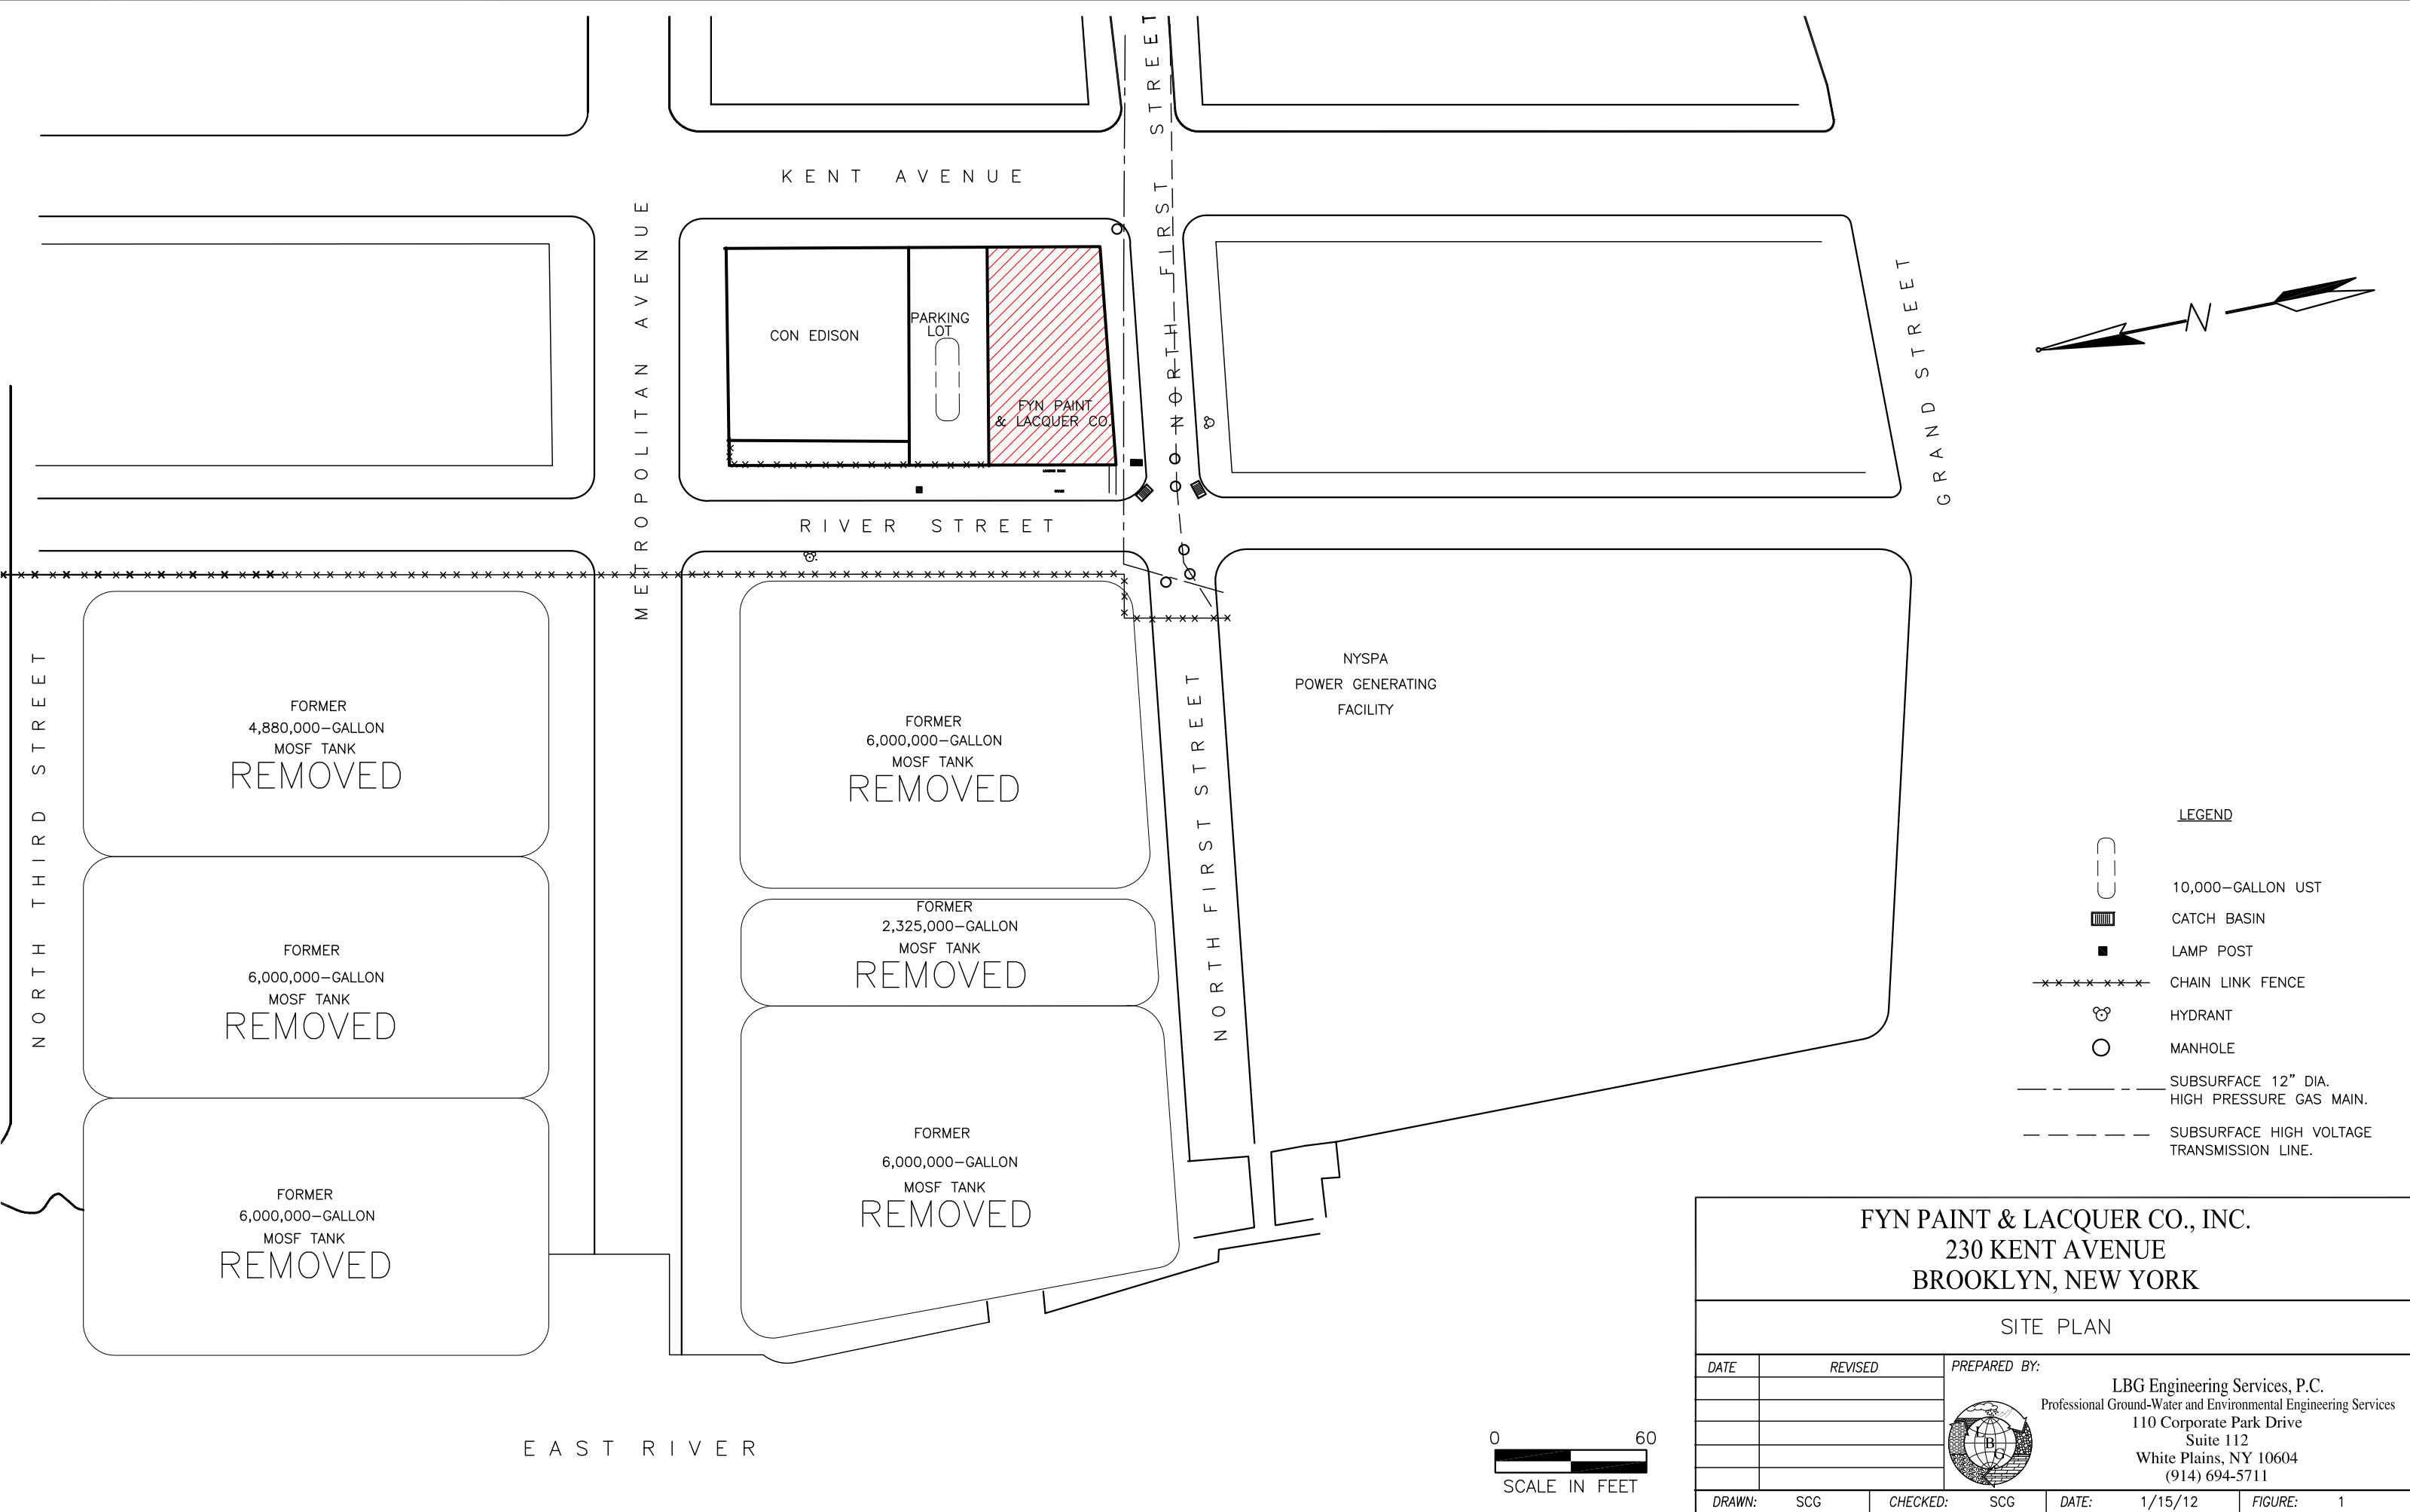 KENT AVENUE
NORTH FIRST STREET
METROPOLITAN AVENUE
CON EDISON
PARKING
LOT
FYN PAINT
& LACQUER CO.
GRAND STREET
N
RIVER STREET
NORTH THIRD STREET
FORMER
4,880,000-GALLON
MOSF TANK
REMOVED
FORMER
6,000,000-GALLON
MOSF TANK
REMOVED
FORMER
6,000,000-GALLON
MOSF TANK
REMOVED
FORMER
6,000,000-GALLON
MOSF TANK
REMOVED
FORMER
2,325,000-GALLON
MOSF TANK
REMOVED
FORMER
6,000,000-GALLON
MOSF TANK
REMOVED
NORTH FIRST STREET
NYSPA
POWER GENERATING
FACILITY
EAST RIVER
LEGEND
10,000-GALLON UST
CATCH BASIN
LAMP POST
CHAIN LINK FENCE
HYDRANT
MANHOLE
SUBSURFACE 12" DIA.
HIGH PRESSURE GAS MAIN.
SUBSURFACE HIGH VOLTAGE
TRANSMISSION LINE.
0 60
SCALE IN FEET
FYN PAINT & LACQUER CO., INC.
230 KENT AVENUE
BROOKLYN, NEW YORK
SITE PLAN
DATE REVISED PREPARED BY:
LBG
LBG Engineering Services, P.C.
Professional Ground-Water and Environmental Engineering Services
110 Corporate Park Drive
Suite 112
White Plains, NY 10604
(914) 694-5711
DRAWN: SCG CHECKED: SCG DATE: 1/15/12 FIGURE: 1
STREET